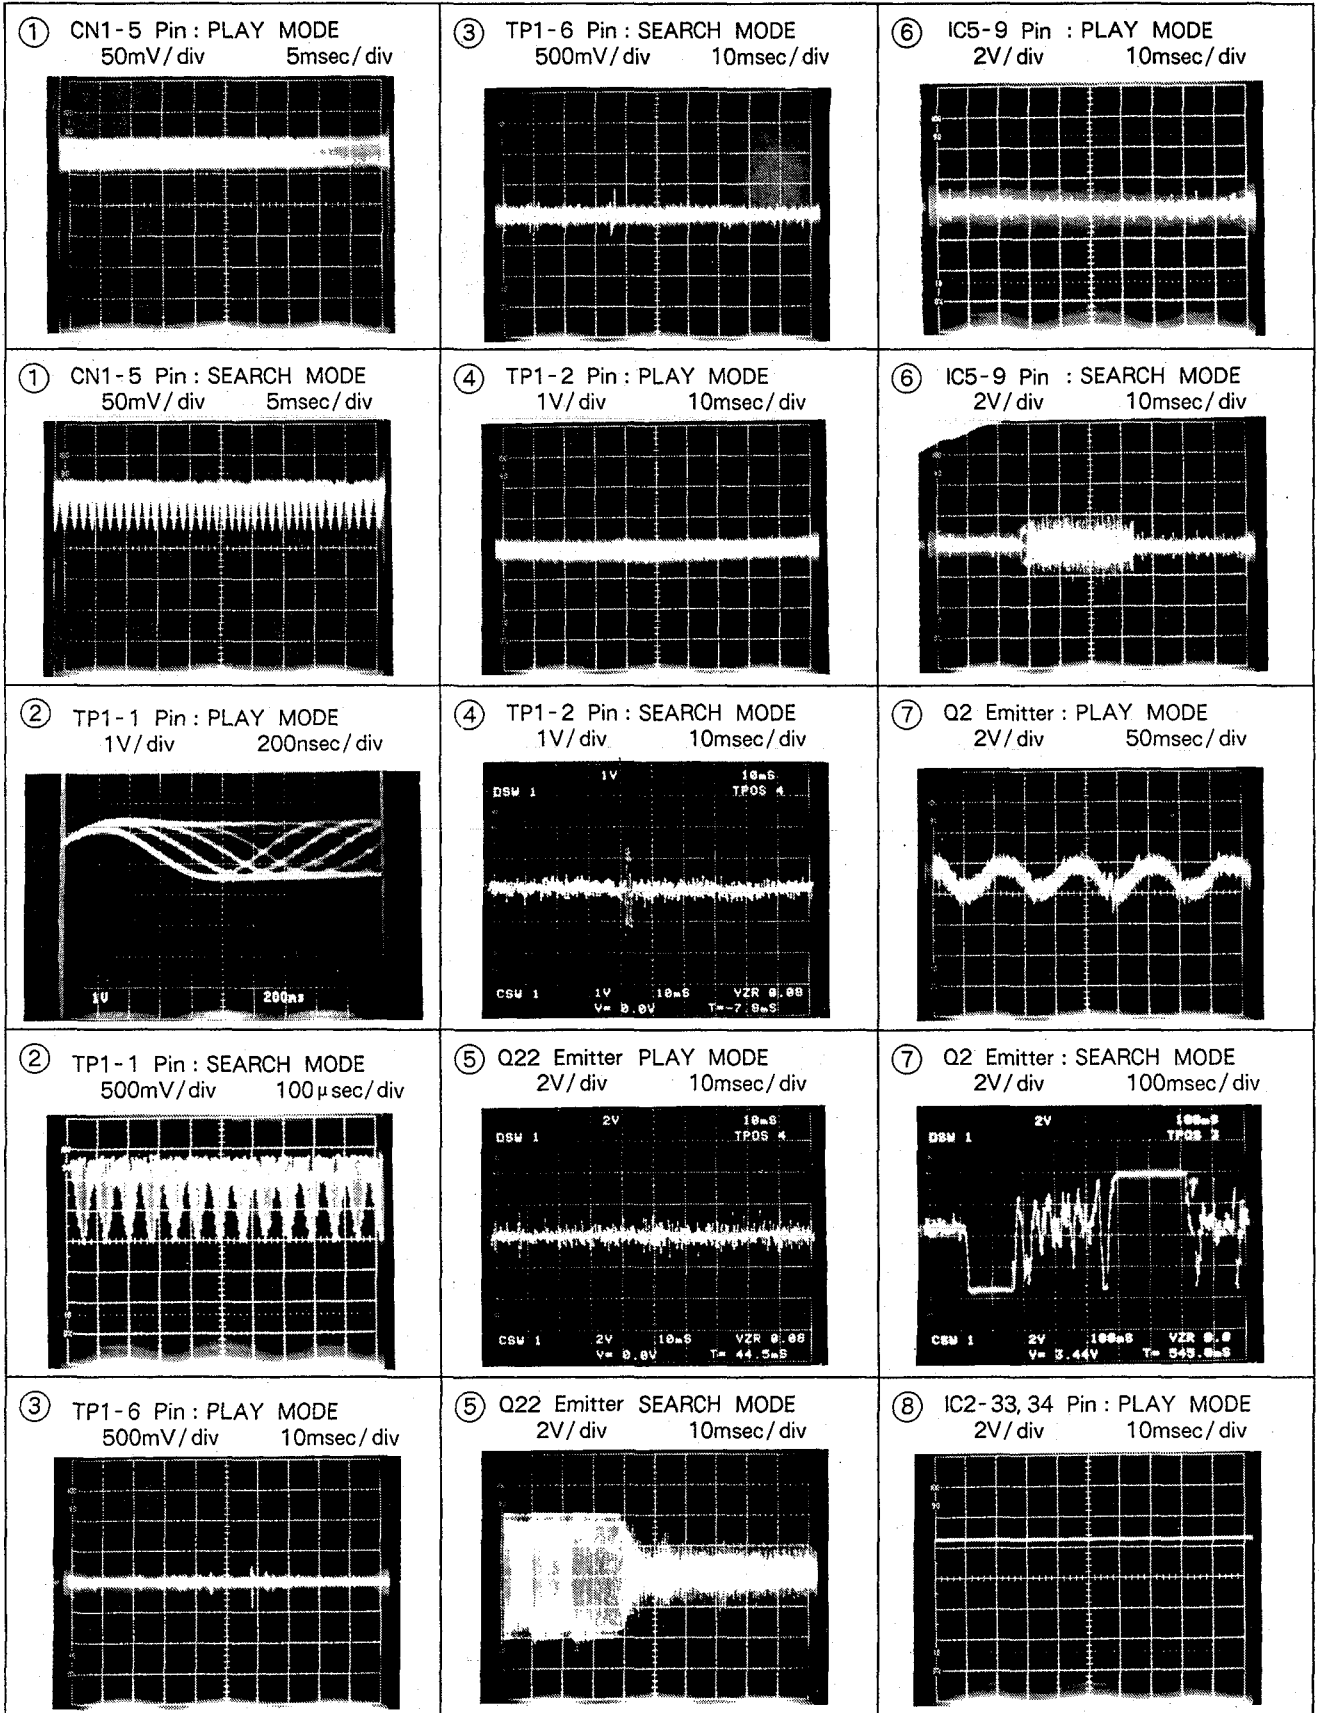 ① CN1-5 Pin : PLAY MODE
50mV/div 5msec/div
① CN1-5 Pin : SEARCH MODE
50mV/div 5msec/div
② TP1-1 Pin : PLAY MODE
1V/div 200nsec/div
1V 200ns
② TP1-1 Pin : SEARCH MODE
500mV/div 100μsec/div
③ TP1-6 Pin : PLAY MODE
500mV/div 10msec/div
③ TP1-6 Pin : SEARCH MODE
500mV/div 10msec/div
④ TP1-2 Pin : PLAY MODE
1V/div 10msec/div
④ TP1-2 Pin : SEARCH MODE
1V/div 10msec/div
1V 10mS
DSW 1 TPOS 4
CSW 1 1V 10mS VZR 0.08
V= 0.0V T=-7.8mS
⑤ Q22 Emitter PLAY MODE
2V/div 10msec/div
2V 10mS
DSW 1 TPOS 4
CSW 1 2V 10mS VZR 0.08
V= 0.0V T= 44.5mS
⑤ Q22 Emitter SEARCH MODE
2V/div 10msec/div
⑥ IC5-9 Pin : PLAY MODE
2V/div 10msec/div
⑥ IC5-9 Pin : SEARCH MODE
2V/div 10msec/div
⑦ Q2 Emitter : PLAY MODE
2V/div 50msec/div
⑦ Q2 Emitter : SEARCH MODE
2V/div 100msec/div
2V 100mS
DSW 1 TPOS 2
CSW 1 2V 100mS VZR 0.0
V= 3.44V T= 545.0mS
⑧ IC2-33, 34 Pin : PLAY MODE
2V/div 10msec/div